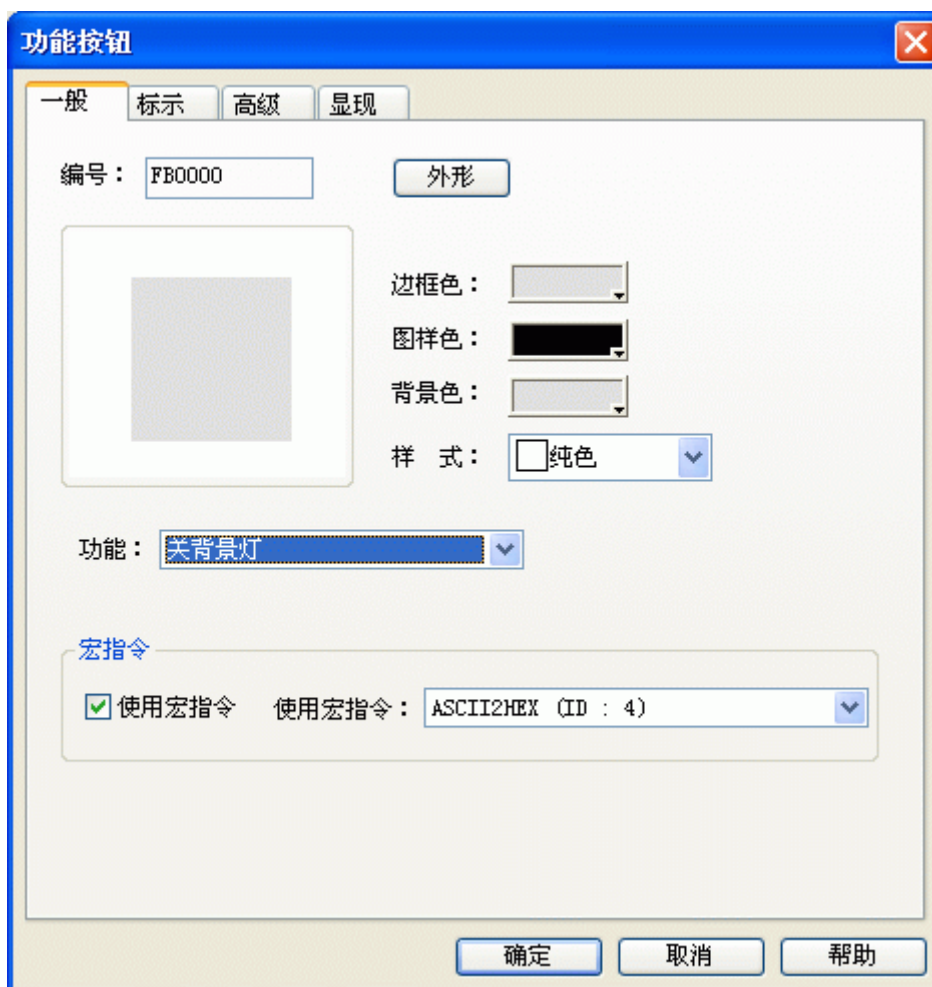 功能按钮
一般 标示 高级 显现
编号： FB0000 外形
边框色：
图样色：
背景色：
样 式： 纯色
功能： 关背景灯
宏指令
使用宏指令 使用宏指令： ASCII2HEX (ID : 4)
确定 取消 帮助